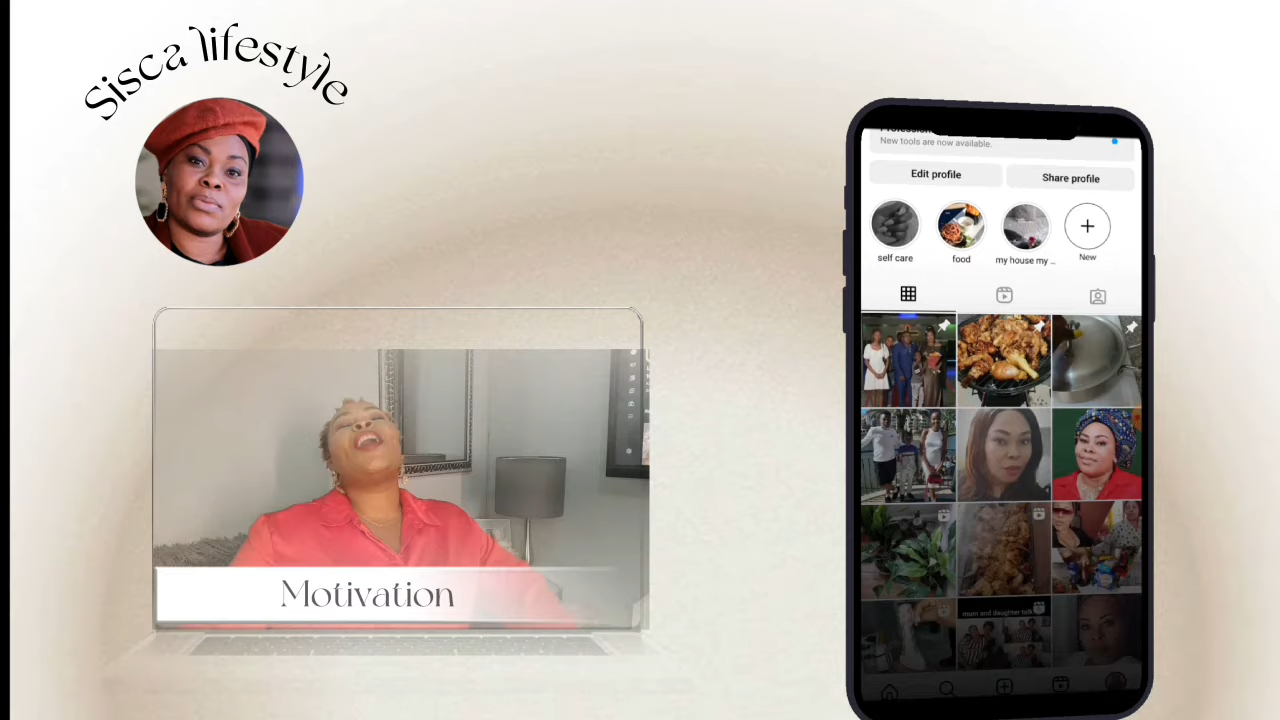 Sisca lifestyle
New tools are now available.
Edit profile
Share profile
self care
food
my house my ...
New
Motivation
mom and daughter talk